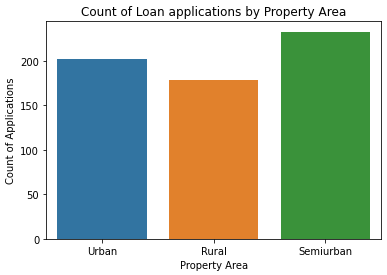 Count of Loan applications by Property Area
Count of Applications
200
150
100
50
0
Urban Rural Semiurban
Property Area